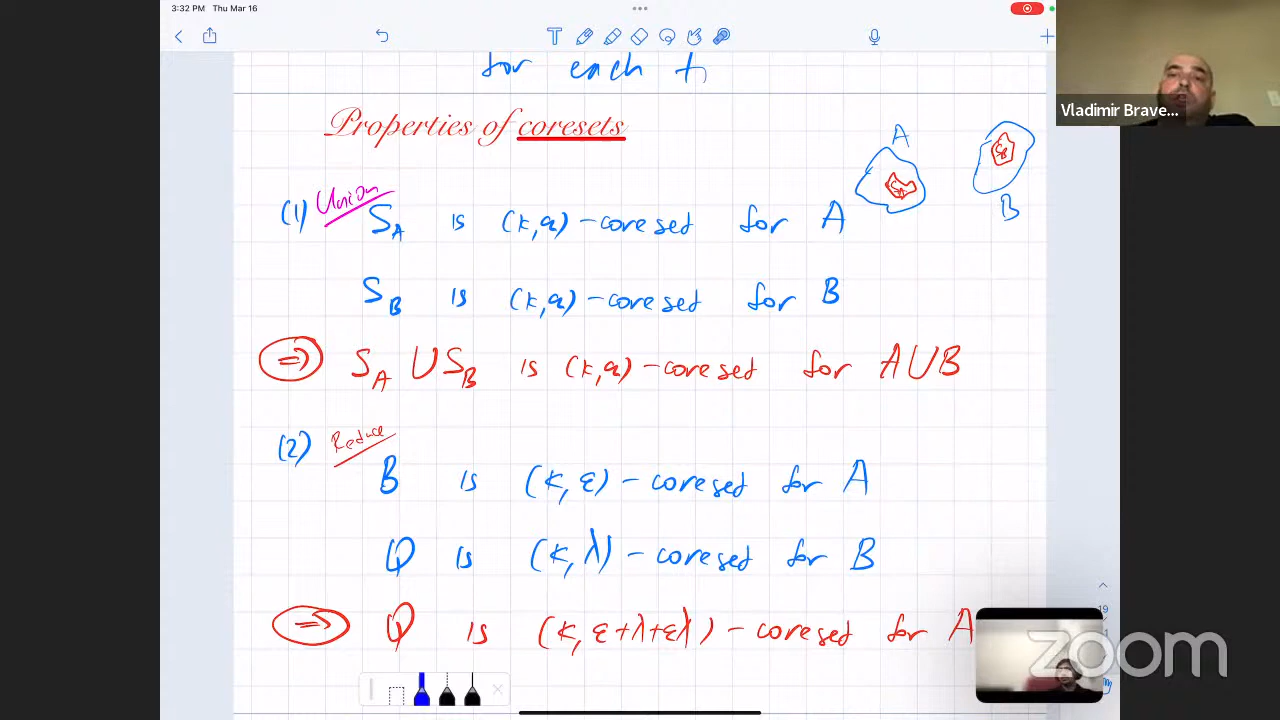 3:32 PM Thu Mar 16
for each
Properties of coresets
A
(1) Union
S_A is (k,a)-coreset for A
B
S_B is (k,a)-coreset for B
=> S_A U S_B is (k,a)-coreset for AUB
(2) Reduce
B is (k,ε)-coreset for A
Q is (k,λ)-coreset for B
=> Q is (k,ε+λ+ελ)-coreset for A
Vladimir Brave...
19
zoom